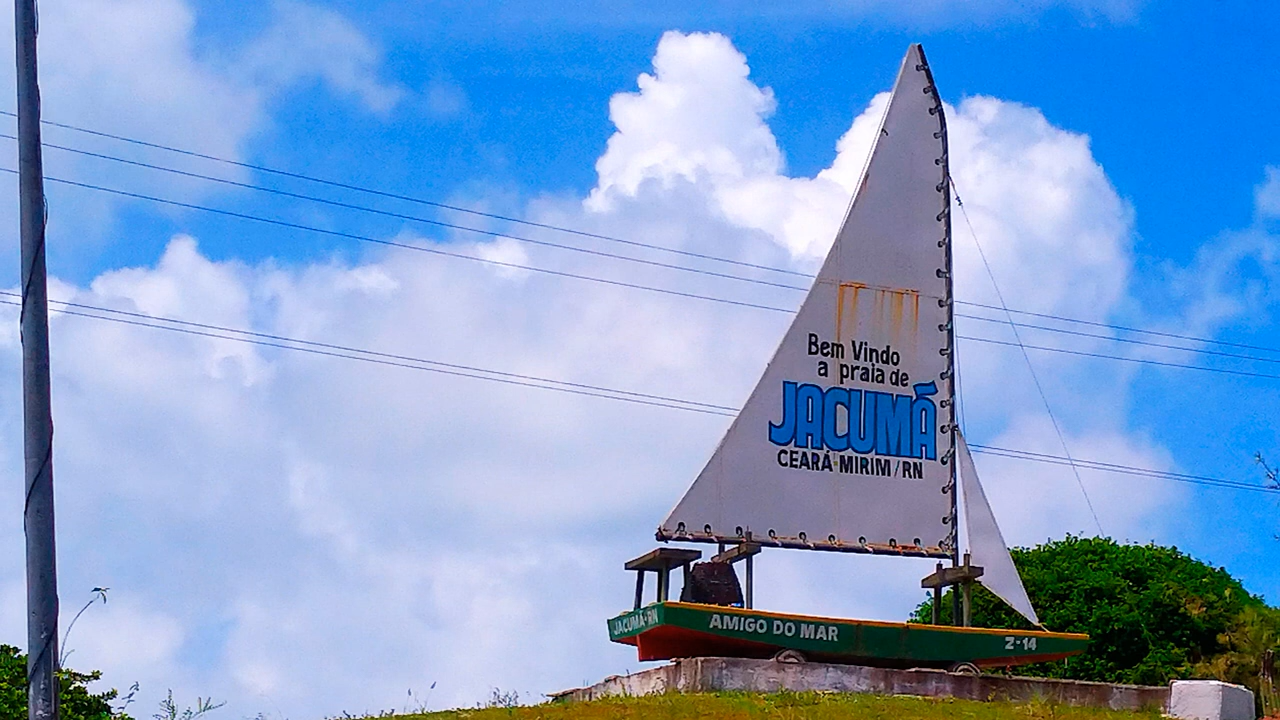 Bem Vindo
a praia de
JACUMÃ
CEARÁ-MIRIM/RN
JACUMÃ-RN
AMIGO DO MAR
Z-14